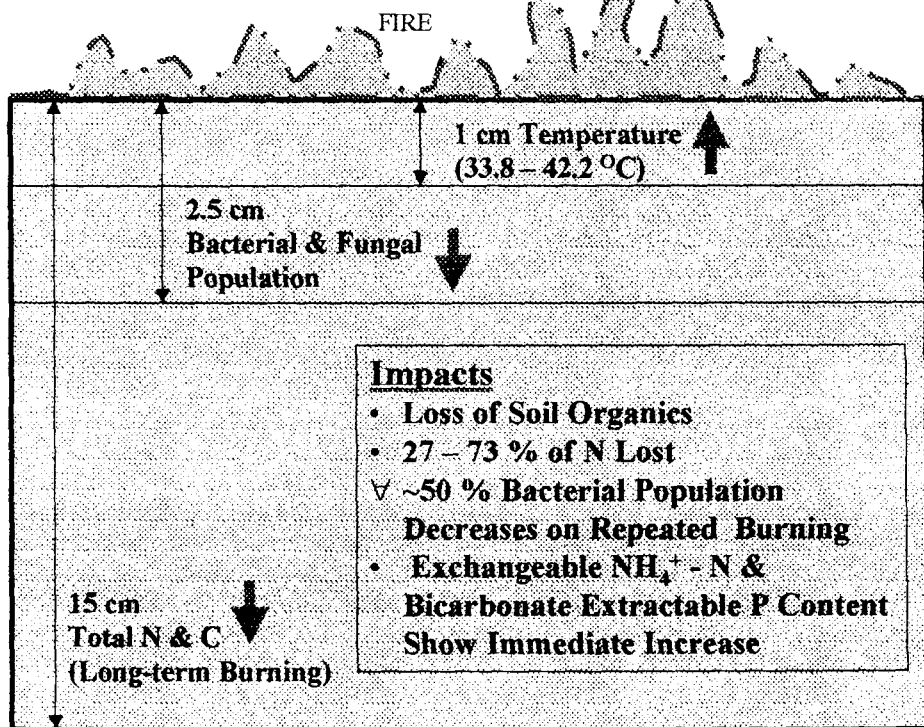 FIRE
1 cm Temperature
(33.8 – 42.2 °C)
2.5 cm
Bacterial & Fungal
Population
Impacts
• Loss of Soil Organics
• 27 – 73 % of N Lost
∀ ~50 % Bacterial Population
Decreases on Repeated Burning
• Exchangeable NH₄⁺ - N &
Bicarbonate Extractable P Content
Show Immediate Increase
15 cm
Total N & C
(Long-term Burning)